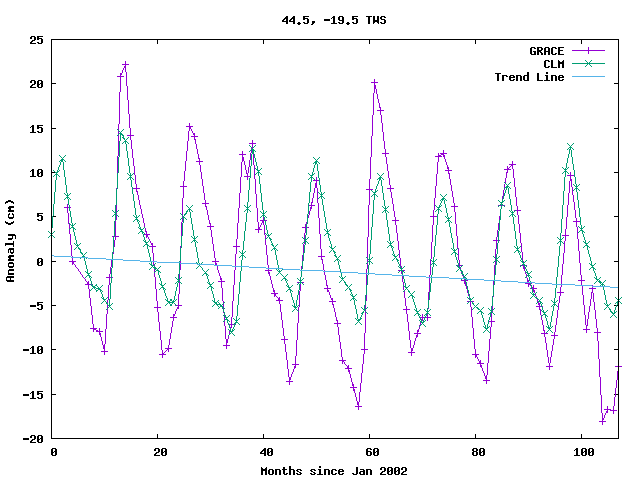 44.5, -19.5 TWS
GRACE
CLM
Trend Line
25
20
15
10
5
0
-5
-10
-15
-20
Anomaly (cm)
0 20 40 60 80 100
Months since Jan 2002